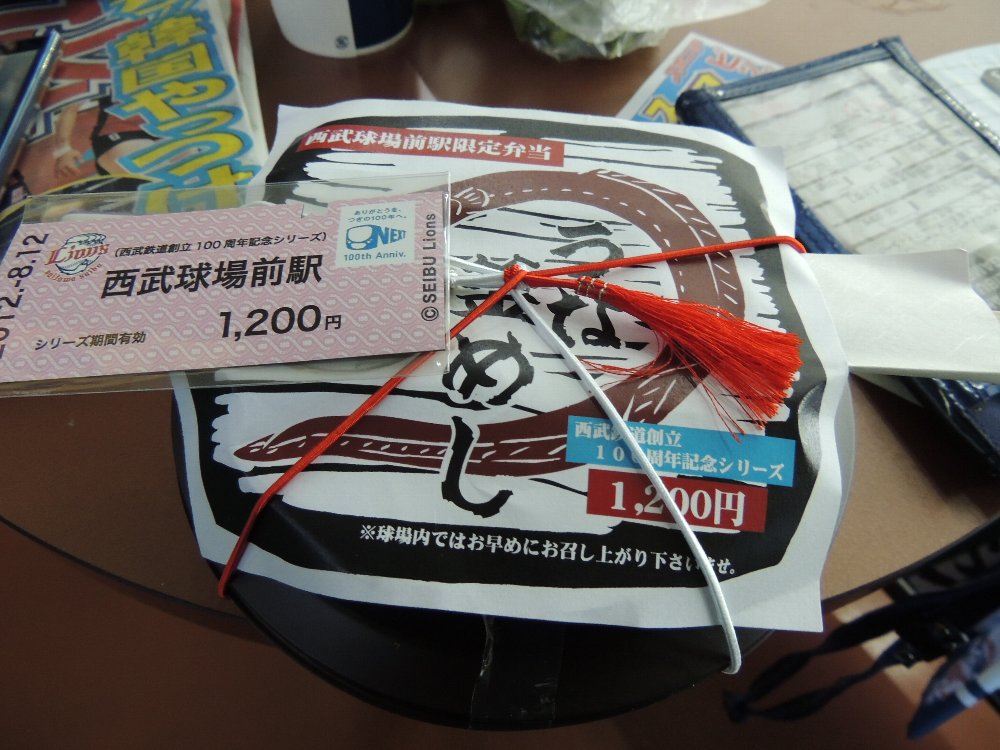 韓国やっつけ
西武球場前駅限定弁当
うな
めし
西武鉄道創立
100周年記念シリーズ
1,200円
※球場内ではお早めにお召し上がり下さいませ。
2012.-8.12
Lions
(西武鉄道創立100周年記念シリーズ)
西武球場前駅
シリーズ期間有効
1,200円
ありがとうを、
つぎの100年へ。
NEXT
100th Anniv.
©SEIBU Lions